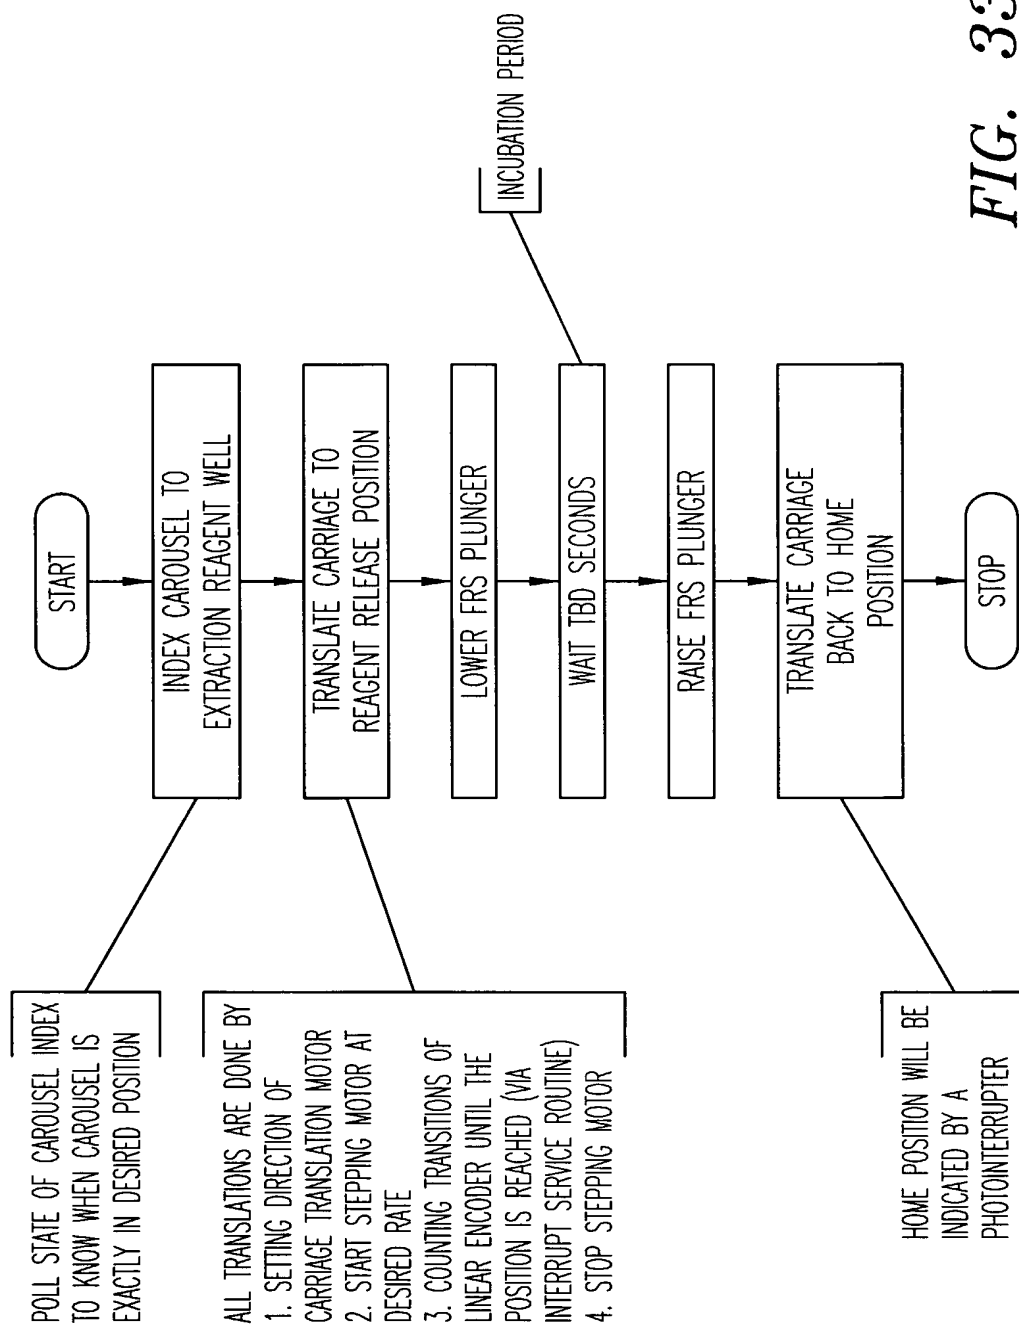 START
INDEX CAROUSEL TO
EXTRACTION REAGENT WELL
TRANSLATE CARRIAGE TO
REAGENT RELEASE POSITION
LOWER FRS PLUNGER
WAIT TBD SECONDS
RAISE FRS PLUNGER
TRANSLATE CARRIAGE
BACK TO HOME
POSITION
STOP
POLL STATE OF CAROUSEL INDEX
TO KNOW WHEN CAROUSEL IS
EXACTLY IN DESIRED POSITION
ALL TRANSLATIONS ARE DONE BY
1. SETTING DIRECTION OF
CARRIAGE TRANSLATION MOTOR
2. START STEPPING MOTOR AT
DESIRED RATE
3. COUNTING TRANSITIONS OF
LINEAR ENCODER UNTIL THE
POSITION IS REACHED (VIA
INTERRUPT SERVICE ROUTINE)
4. STOP STEPPING MOTOR
HOME POSITION WILL BE
INDICATED BY A
PHOTOINTERRUPTER
INCUBATION PERIOD
FIG. 33